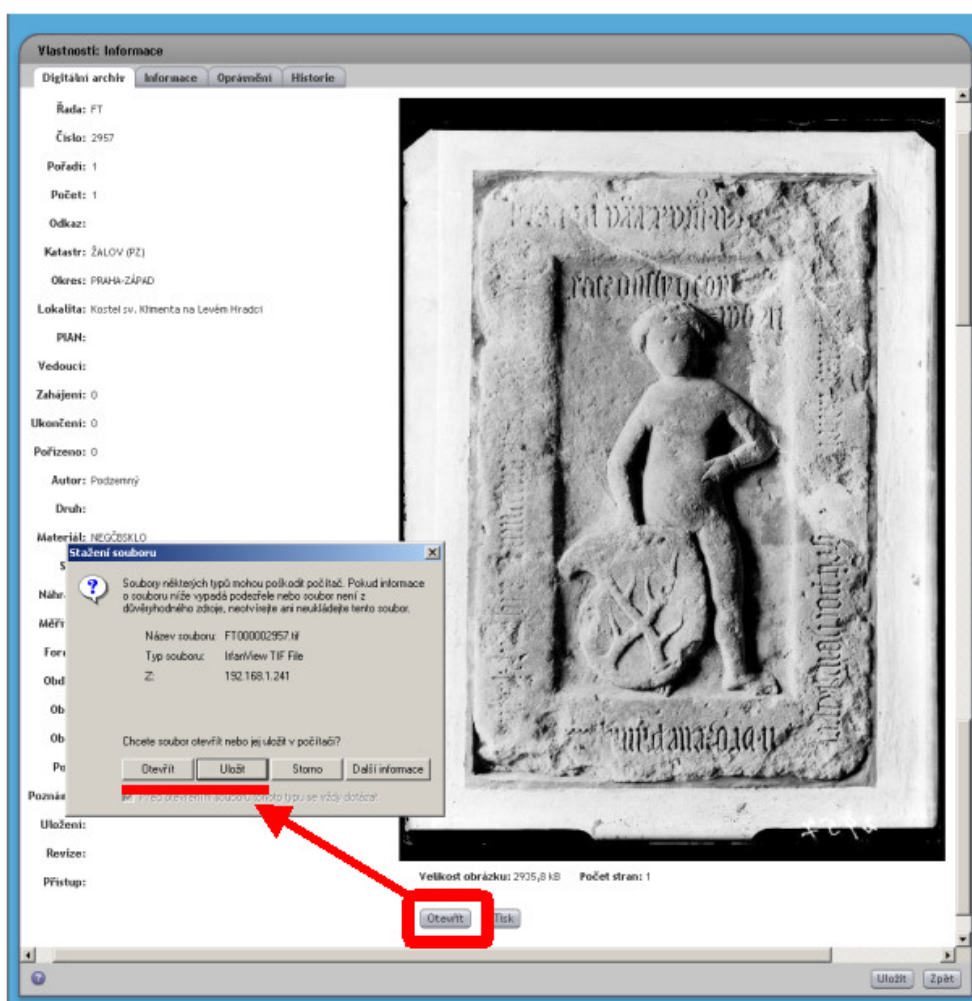 Vlastnosti: Informace
Digitální archiv Informace Oprávnění Historie
Řada: FT
Číslo: 2957
Pořadí: 1
Počet: 1
Odkaz:
Katastr: ŽALOV (PZ)
Okres: PRAHA-ZÁPAD
Lokalita: Kostel sv. Klimenta na Levém Hradci
PIAN:
Vedoucí:
Zahájení: 0
Ukončení: 0
Pořízeno: 0
Autor: Podzemný
Druh:
Materiál: NEGČBSKLO
Stažení souboru
Soubory některých typů mohou poškodit počítač. Pokud informace
o souboru níže vypadá podezřele nebo soubor není z
důvěryhodného zdroje, neotvírejte ani neukládejte tento soubor.
Název souboru: FT000002957.tif
Typ souboru: IrfanView TIF File
Z: 192.168.1.241
Chcete soubor otevřít nebo jej uložit v počítači?
Otevřít Uložit Storno Další informace
Před otevřením souboru tohoto typu se vždy dotázat
Uložení:
Revize:
Přístup:
Velikost obrázku: 2935,8 kB Počet stran: 1
Otevřít Tisk
Uložit Zpět